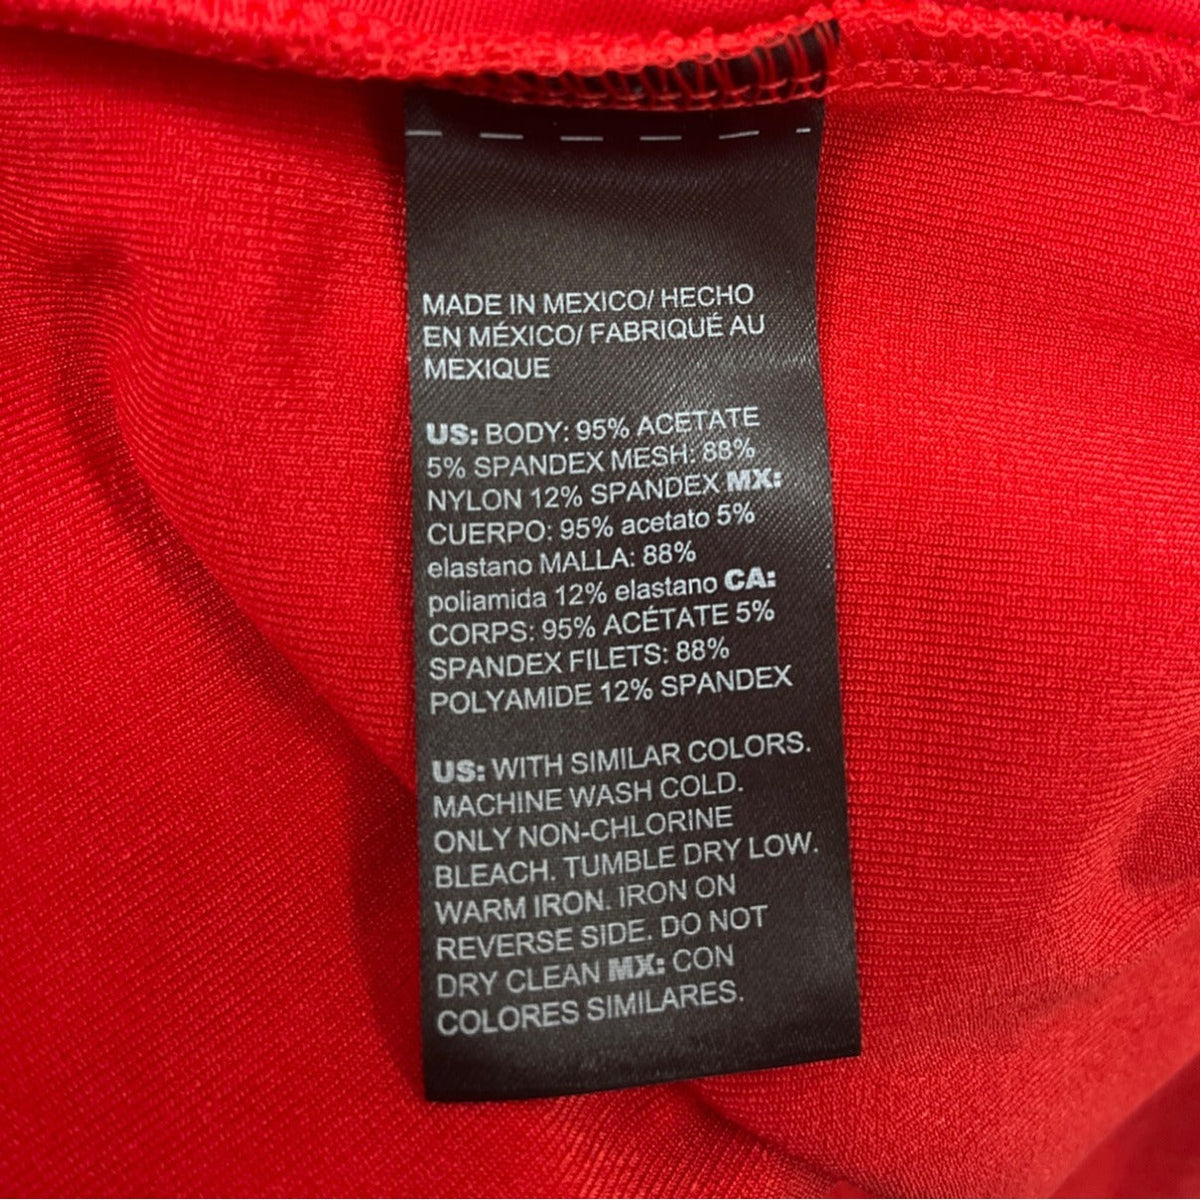 MADE IN MEXICO/ HECHO
EN MÉXICO/ FABRIQUÉ AU
MEXIQUE
US: BODY: 95% ACETATE
5% SPANDEX MESH: 88%
NYLON 12% SPANDEX MX:
CUERPO: 95% acetato 5%
elastano MALLA: 88%
poliamida 12% elastano CA:
CORPS: 95% ACÉTATE 5%
SPANDEX FILETS: 88%
POLYAMIDE 12% SPANDEX
US: WITH SIMILAR COLORS.
MACHINE WASH COLD.
ONLY NON-CHLORINE
BLEACH. TUMBLE DRY LOW.
WARM IRON. IRON ON
REVERSE SIDE. DO NOT
DRY CLEAN MX: CON
COLORES SIMILARES.